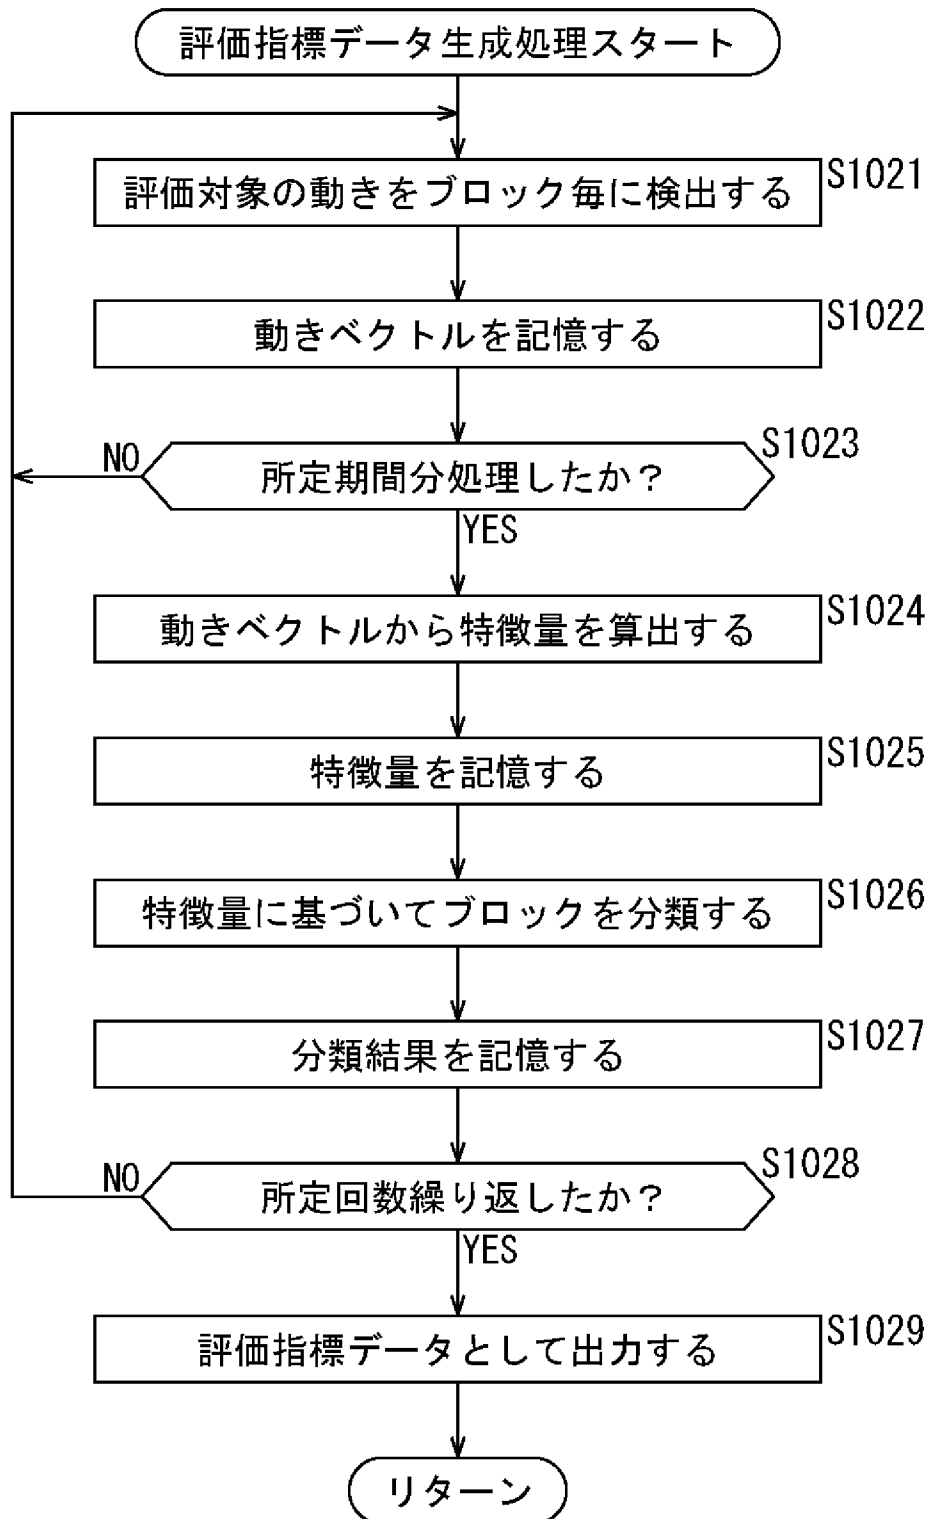 評価指標データ生成処理スタート
S1021
評価対象の動きをブロック毎に検出する
S1022
動きベクトルを記憶する
S1023
NO
所定期間分処理したか？
YES
S1024
動きベクトルから特徴量を算出する
S1025
特徴量を記憶する
S1026
特徴量に基づいてブロックを分類する
S1027
分類結果を記憶する
S1028
NO
所定回数繰り返したか？
YES
S1029
評価指標データとして出力する
リターン